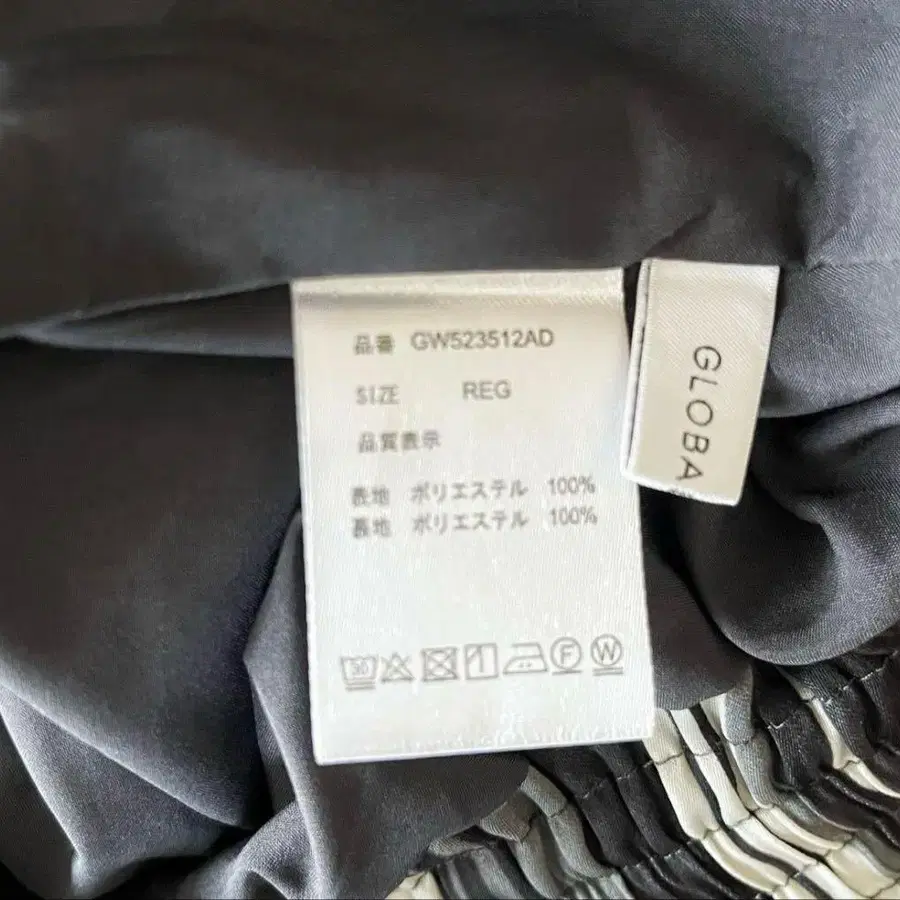 品番 GW523512AD
SIZE REG
品質表示
表地 ポリエステル 100%
裏地 ポリエステル 100%
30
F
W
GLOBA